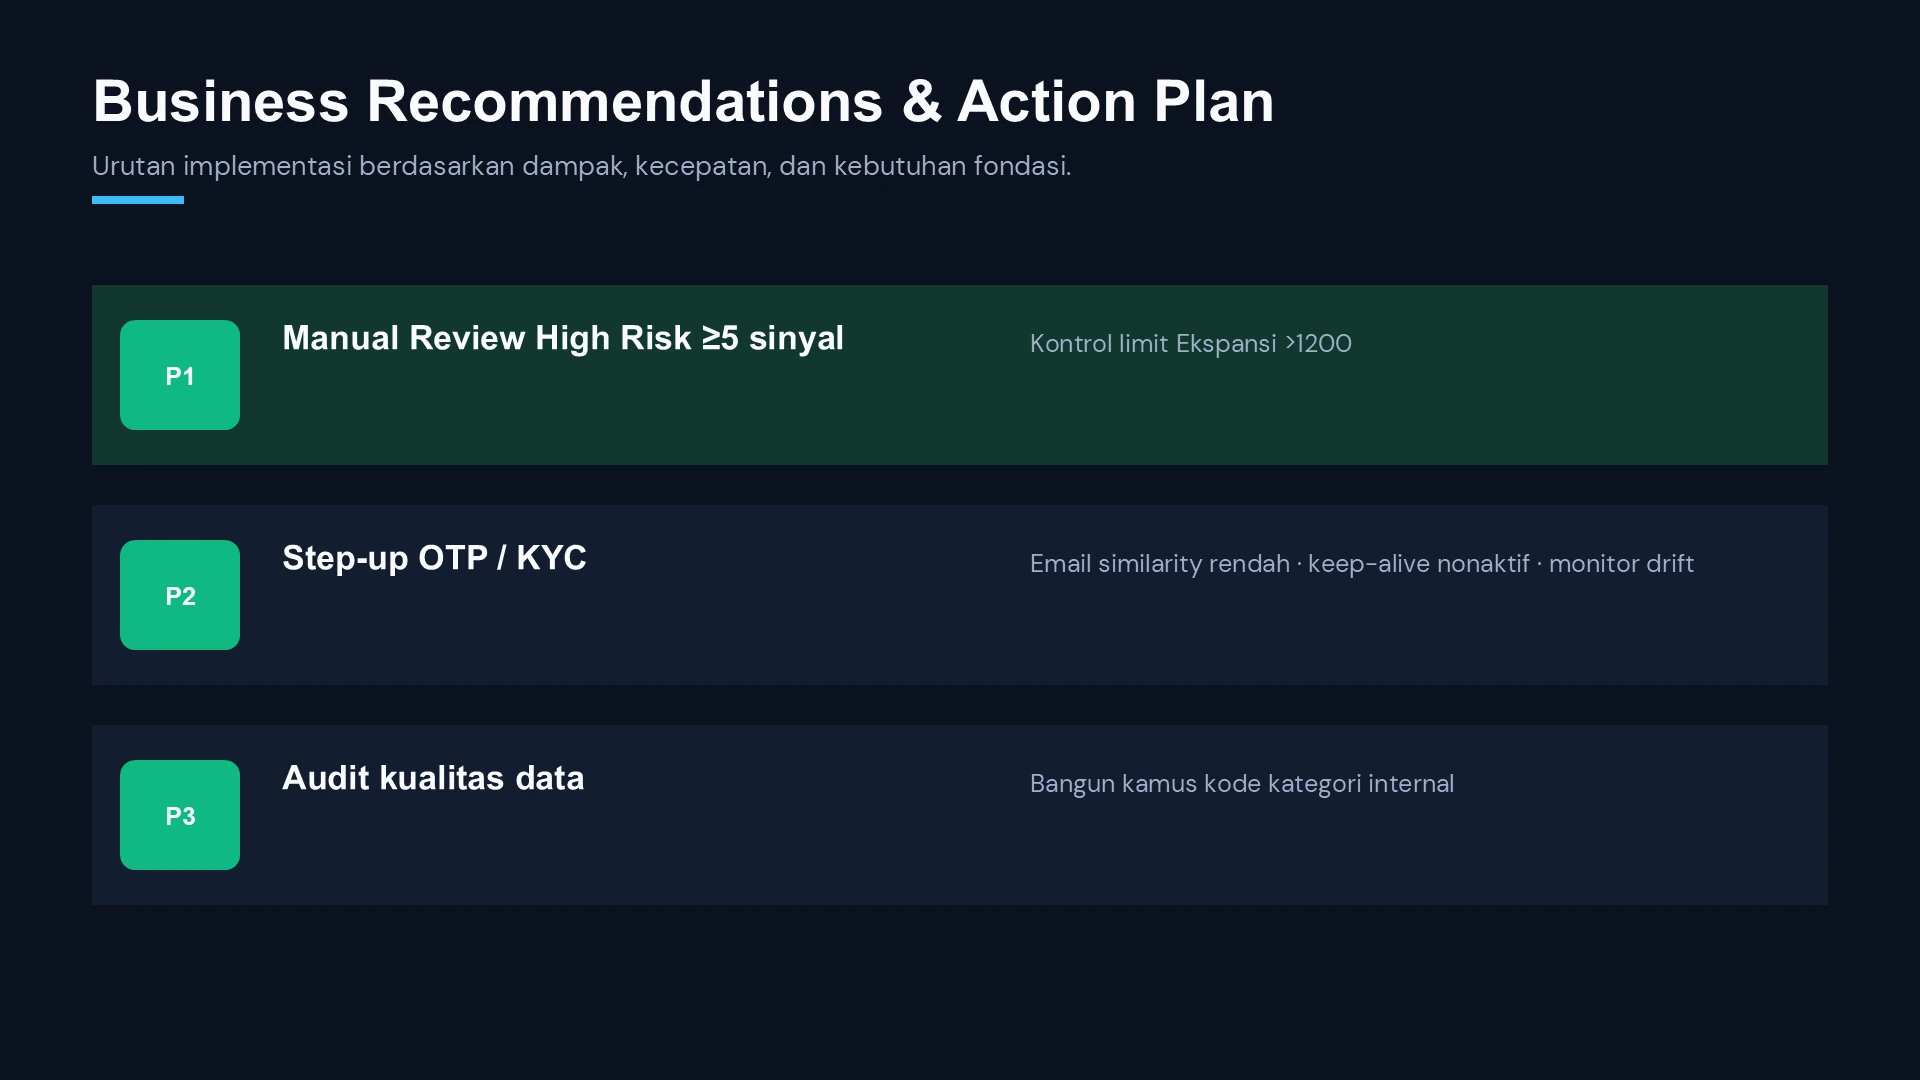 Business Recommendations & Action Plan
Urutan implementasi berdasarkan dampak, kecepatan, dan kebutuhan fondasi.
P1
Manual Review High Risk ≥5 sinyal
Kontrol limit Ekspansi >1200
P2
Step-up OTP / KYC
Email similarity rendah · keep-alive nonaktif · monitor drift
P3
Audit kualitas data
Bangun kamus kode kategori internal